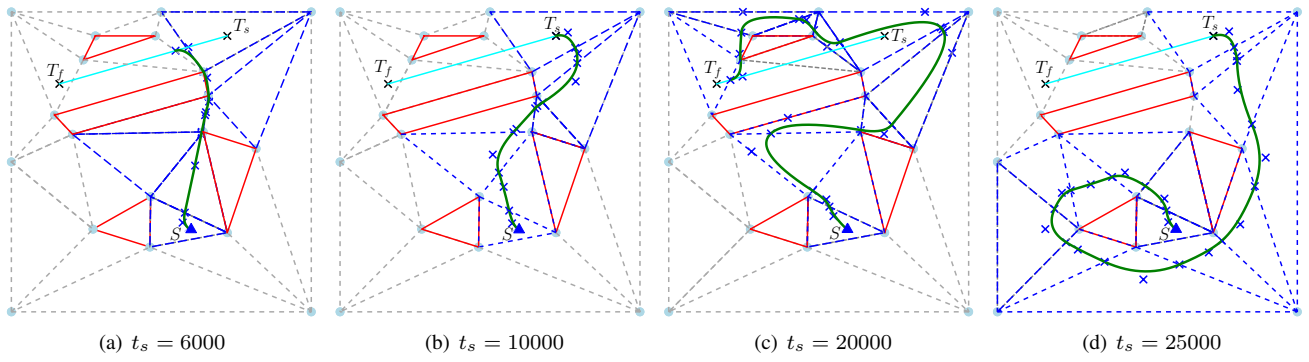 T_s
T_f
S
(a) t_s = 6000
T_s
T_f
S
(b) t_s = 10000
T_s
T_f
S
(c) t_s = 20000
T_s
T_f
S
(d) t_s = 25000